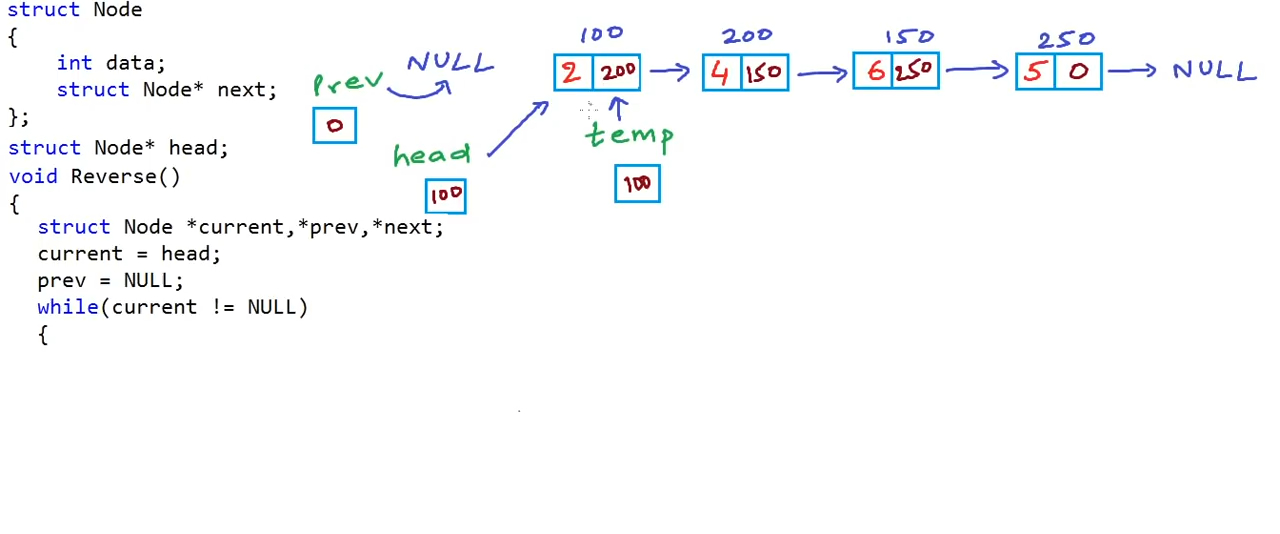 struct Node
{
int data;
struct Node* next;
};
struct Node* head;
void Reverse()
{
struct Node *current,*prev,*next;
current = head;
prev = NULL;
while(current != NULL)
{
100 200 150 250
2 200 4 150 6 250 5 0 NULL
prev NULL
0
head
100
temp
100